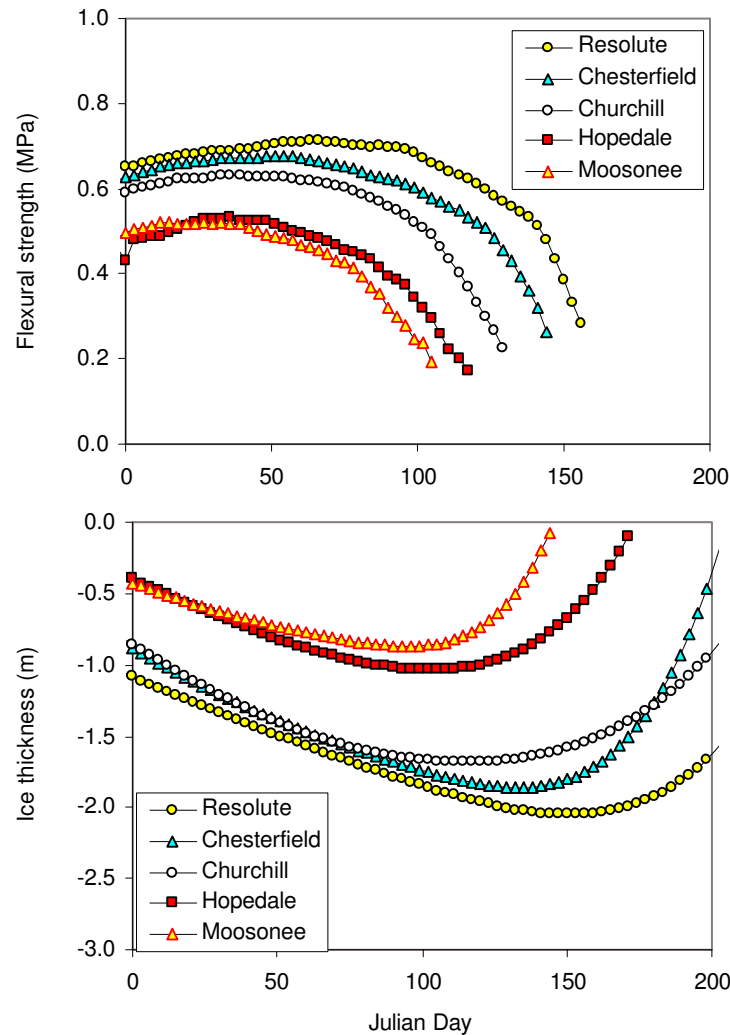 1.0
0.8
0.6
0.4
0.2
0.0
Flexural strength (MPa)
Resolute
Chesterfield
Churchill
Hopedale
Moosonee
0 50 100 150 200
0.0
-0.5
-1.0
-1.5
-2.0
-2.5
-3.0
Ice thickness (m)
Resolute
Chesterfield
Churchill
Hopedale
Moosonee
0 50 100 150 200
Julian Day